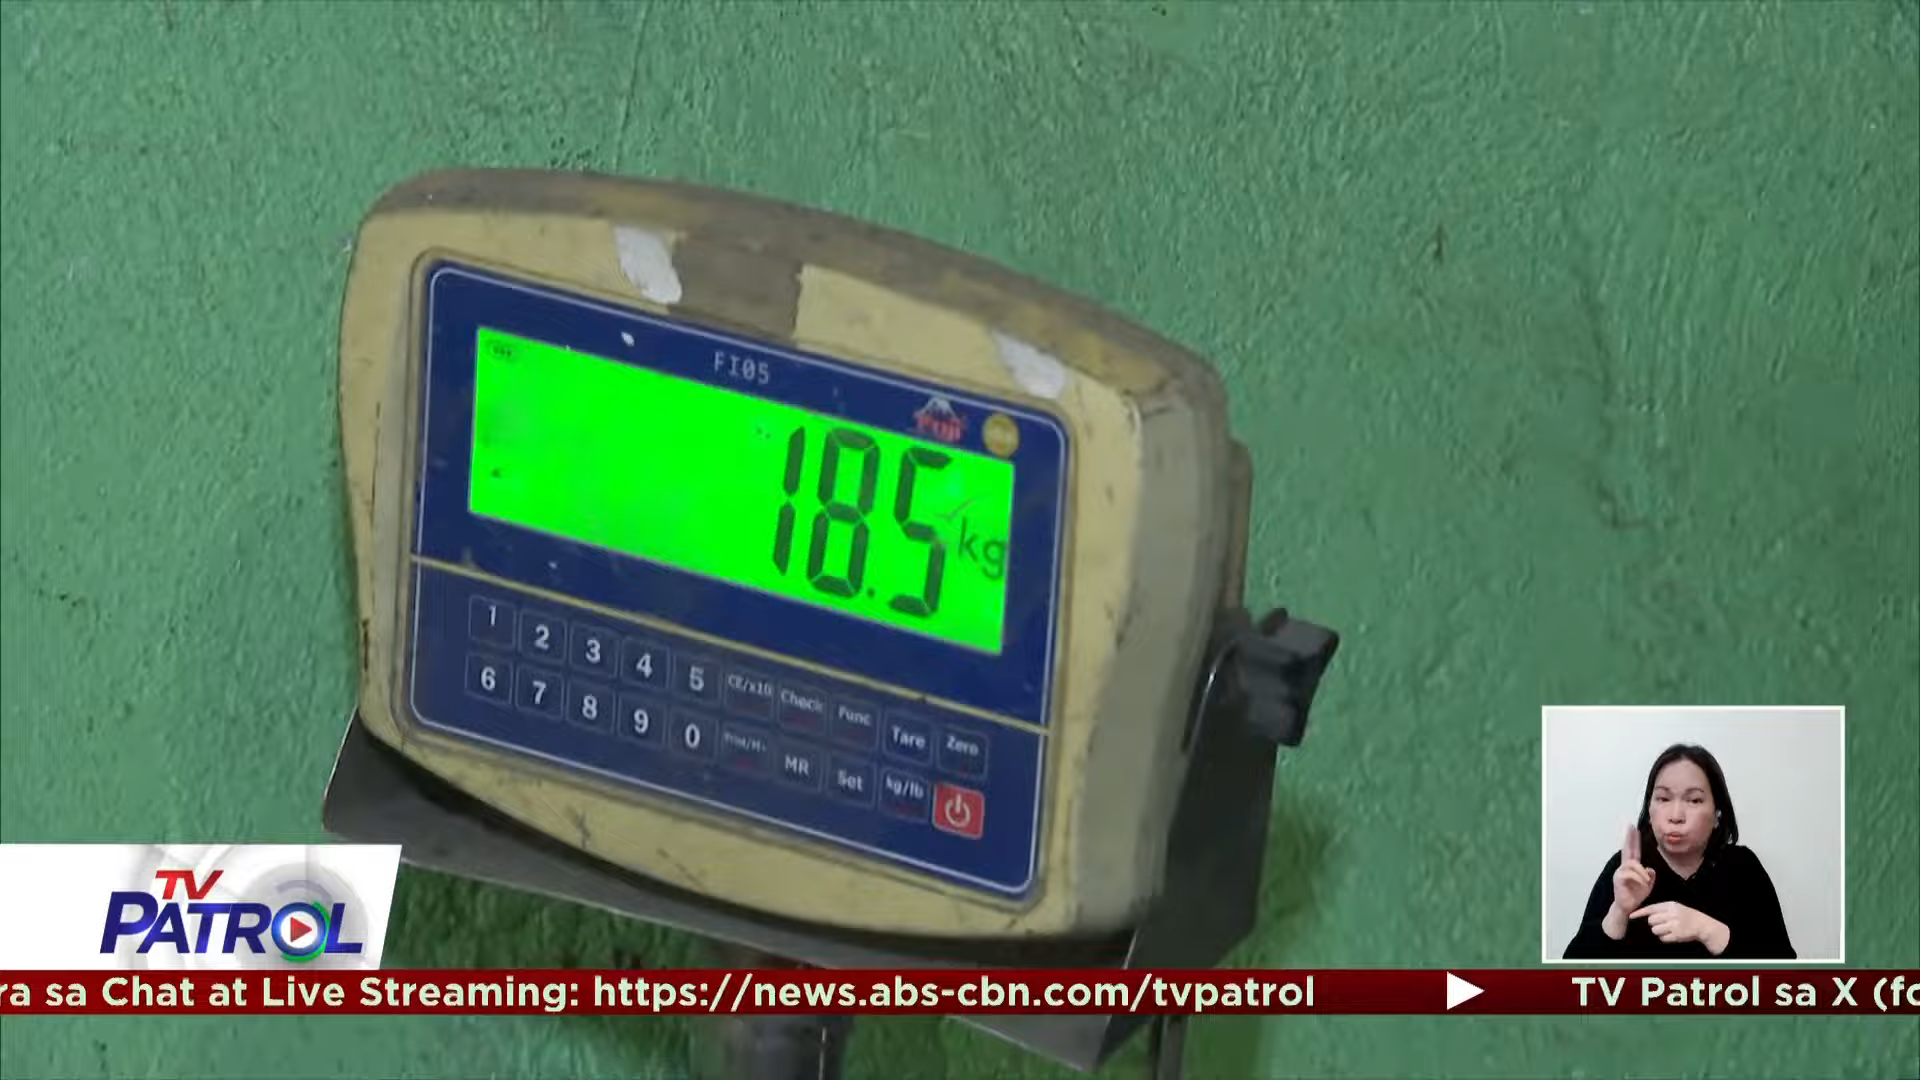 FI05
Fuji
18.5 kg
1 2 3 4 5 CE/x10 Check Func Tare Zero
6 7 8 9 0 MR Set kg/lb
TV
PATROL
ra sa Chat at Live Streaming: https://news.abs-cbn.com/tvpatrol
TV Patrol sa X (fo